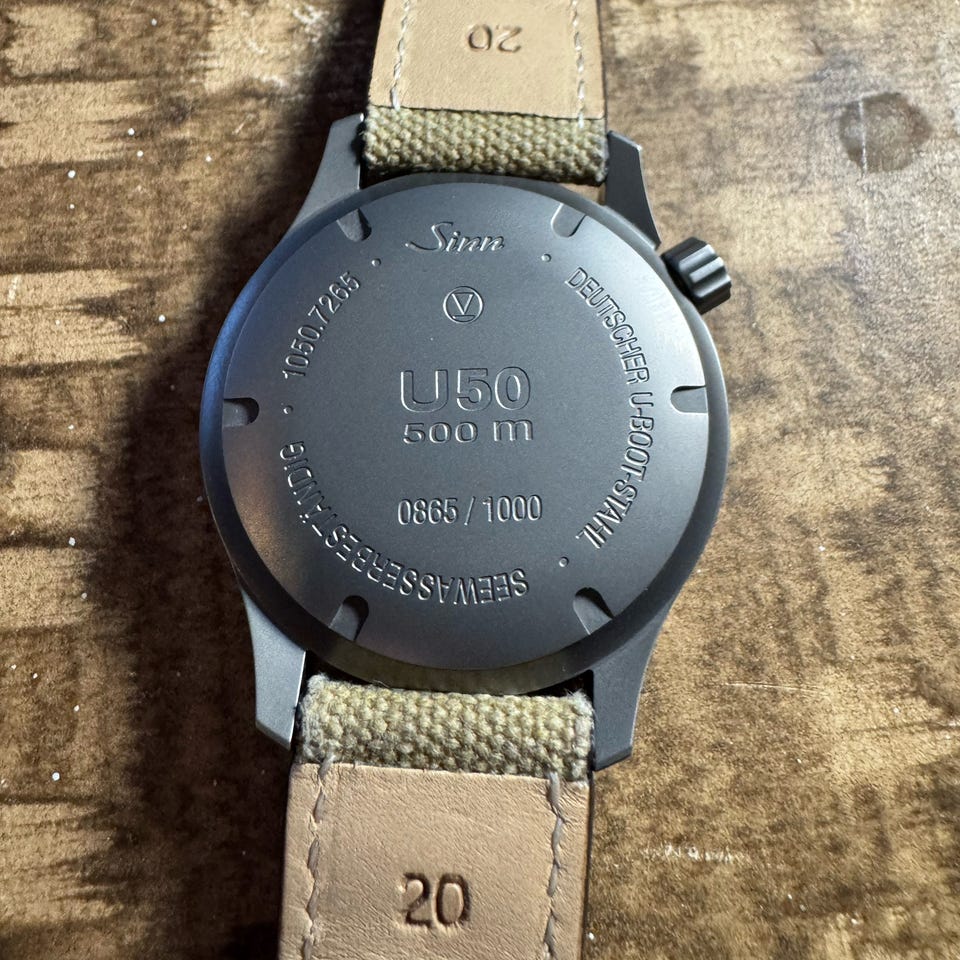 20
Sinn
V
U50
500 m
0865 / 1000
1050.7265
DEUTSCHER U-BOOT-STAHL
SEEWASSERBESTÄNDIG
20